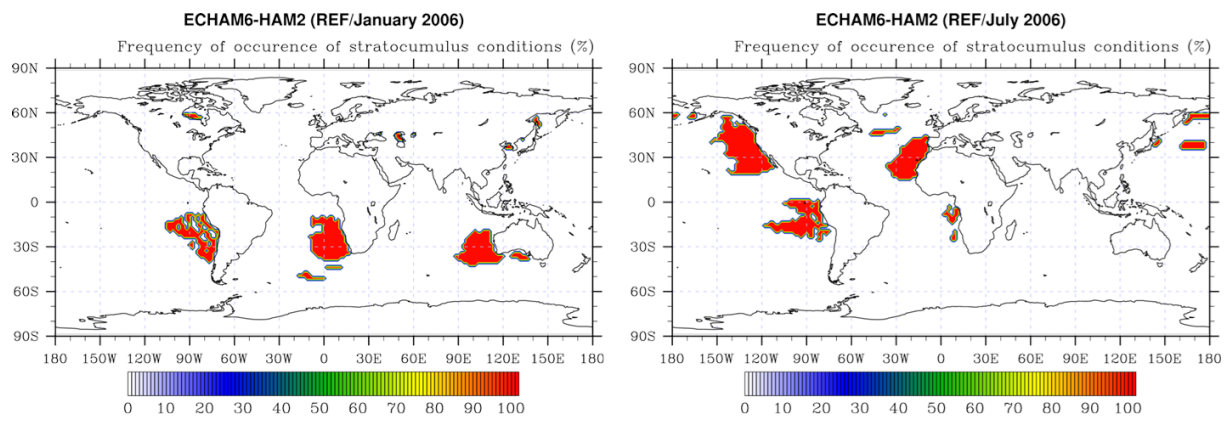 ECHAM6-HAM2 (REF/January 2006)
Frequency of occurence of stratocumulus conditions (%)
90N
60N
30N
0
30S
60S
90S
180 150W 120W 90W 60W 30W 0 30E 60E 90E 120E 150E 180
0 10 20 30 40 50 60 70 80 90 100
ECHAM6-HAM2 (REF/July 2006)
Frequency of occurence of stratocumulus conditions (%)
90N
60N
30N
0
30S
60S
90S
180 150W 120W 90W 60W 30W 0 30E 60E 90E 120E 150E 180
0 10 20 30 40 50 60 70 80 90 100